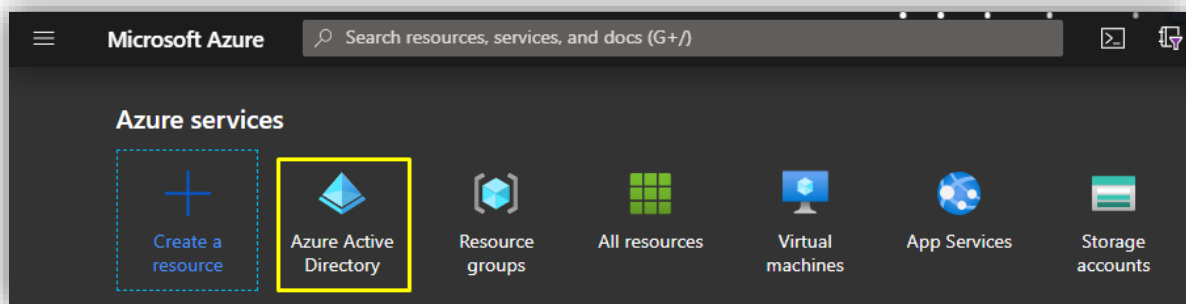 Microsoft Azure
Search resources, services, and docs (G+/)
Azure services
Create a
resource
Azure Active
Directory
Resource
groups
All resources
Virtual
machines
App Services
Storage
accounts